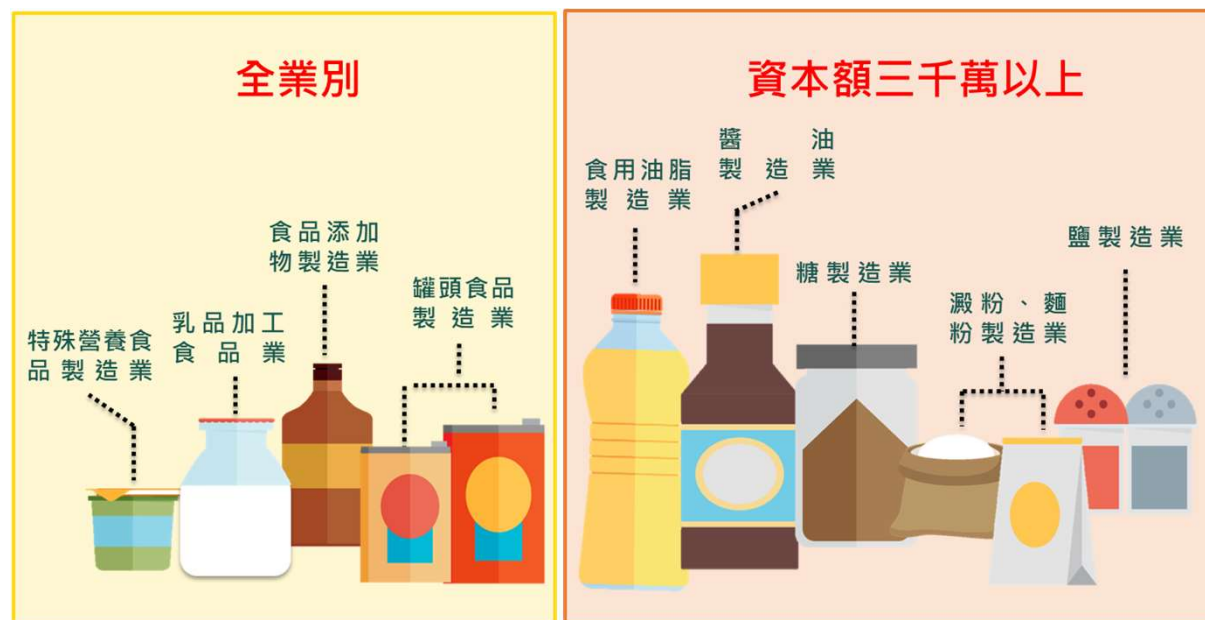 全業別
特殊營養食
品製造業
乳品加工
食品業
食品添加
物製造業
罐頭食品
製造業
資本額三千萬以上
食用油脂
製造業
醬油
製造業
糖製造業
澱粉、麵
粉製造業
鹽製造業